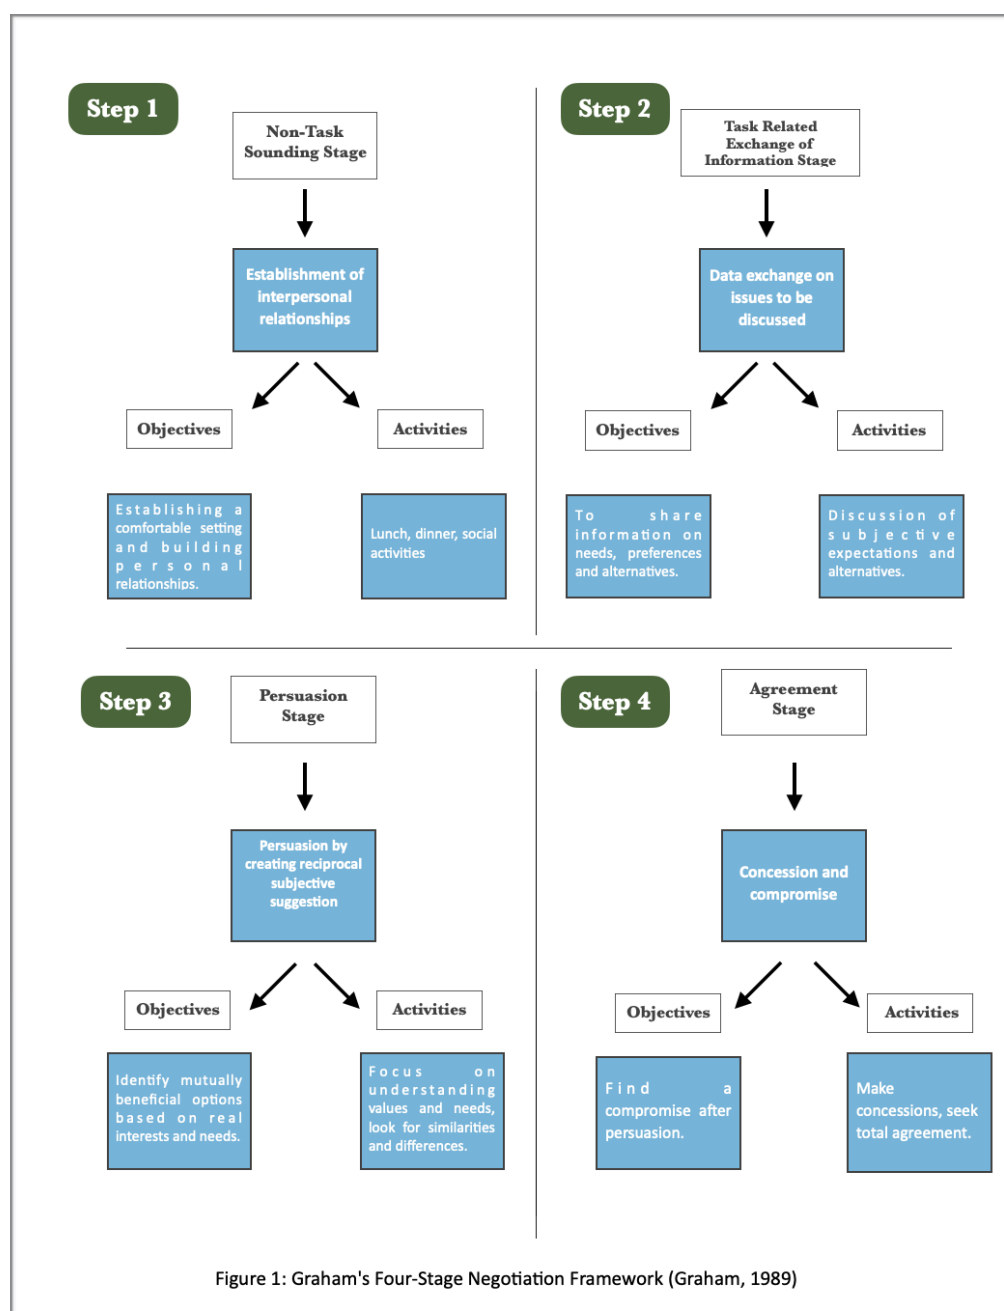 Step 1
Non-Task
Sounding Stage
Establishment of
interpersonal
relationships
Objectives
Activities
Establishing a
comfortable setting
and building
personal
relationships.
Lunch, dinner, social
activities
Step 2
Task Related
Exchange of
Information Stage
Data exchange on
issues to be
discussed
Objectives
Activities
To share
information on
needs, preferences
and alternatives.
Discussion of
subjective
expectations and
alternatives.
Step 3
Persuasion
Stage
Persuasion by
creating reciprocal
subjective
suggestion
Objectives
Activities
Identify mutually
beneficial options
based on real
interests and needs.
Focus on
understanding
values and needs,
look for similarities
and differences.
Step 4
Agreement
Stage
Concession and
compromise
Objectives
Activities
Find a
compromise after
persuasion.
Make
concessions, seek
total agreement.
Figure 1: Graham's Four-Stage Negotiation Framework (Graham, 1989)